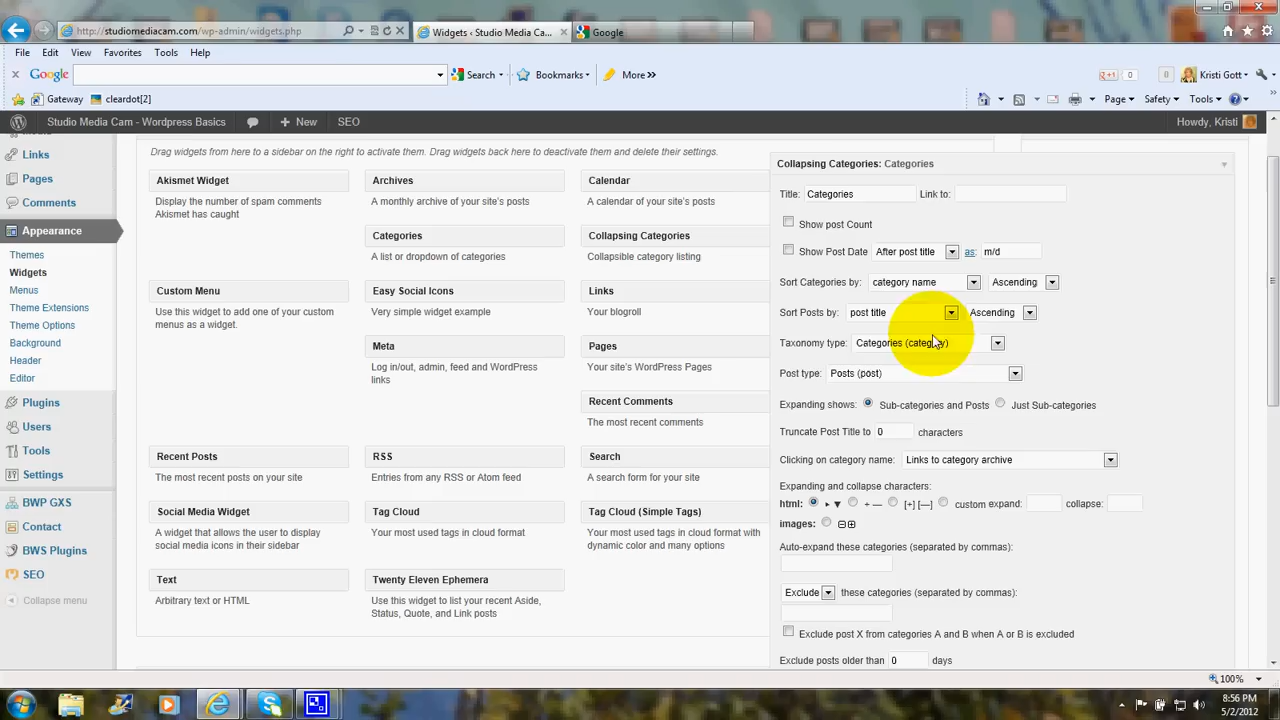 http://studiomediacam.com/wp-admin/widgets.php
Widgets ‹ Studio Media Ca...
Google
File Edit View Favorites Tools Help
Google
Search
Bookmarks
More »
+1 0
0
Kristi Gott
Gateway
cleardot[2]
Page
Safety
Tools
Studio Media Cam - Wordpress Basics
+ New
SEO
Howdy, Kristi
Links
Pages
Comments
Appearance
Themes
Widgets
Menus
Theme Extensions
Theme Options
Background
Header
Editor
Plugins
Users
Tools
Settings
BWP GXS
Contact
BWS Plugins
SEO
Collapse menu
Drag widgets from here to a sidebar on the right to activate them. Drag widgets back here to deactivate them and delete their settings.
Akismet Widget
Display the number of spam comments
Akismet has caught
Archives
A monthly archive of your site's posts
Calendar
A calendar of your site's posts
Categories
A list or dropdown of categories
Collapsing Categories
Collapsible category listing
Custom Menu
Use this widget to add one of your custom
menus as a widget.
Easy Social Icons
Very simple widget example
Links
Your blogroll
Meta
Log in/out, admin, feed and WordPress
links
Pages
Your site's WordPress Pages
Recent Comments
The most recent comments
Recent Posts
The most recent posts on your site
RSS
Entries from any RSS or Atom feed
Search
A search form for your site
Social Media Widget
A widget that allows the user to display
social media icons in their sidebar
Tag Cloud
Your most used tags in cloud format
Tag Cloud (Simple Tags)
Your most used tags in cloud format with
dynamic color and many options
Text
Arbitrary text or HTML
Twenty Eleven Ephemera
Use this widget to list your recent Aside,
Status, Quote, and Link posts
Collapsing Categories: Categories
Title: Categories Link to:
Show post Count
Show Post Date After post title as: m/d
Sort Categories by: category name Ascending
Sort Posts by: post title Ascending
Taxonomy type: Categories (category)
Post type: Posts (post)
Expanding shows: Sub-categories and Posts Just Sub-categories
Truncate Post Title to 0 characters
Clicking on category name: Links to category archive
Expanding and collapse characters:
html: ► ▼ + — [+] [—] custom expand: collapse:
images:
Auto-expand these categories (separated by commas):
Exclude these categories (separated by commas):
Exclude post X from categories A and B when A or B is excluded
Exclude posts older than 0 days
100%
8:56 PM
5/2/2012